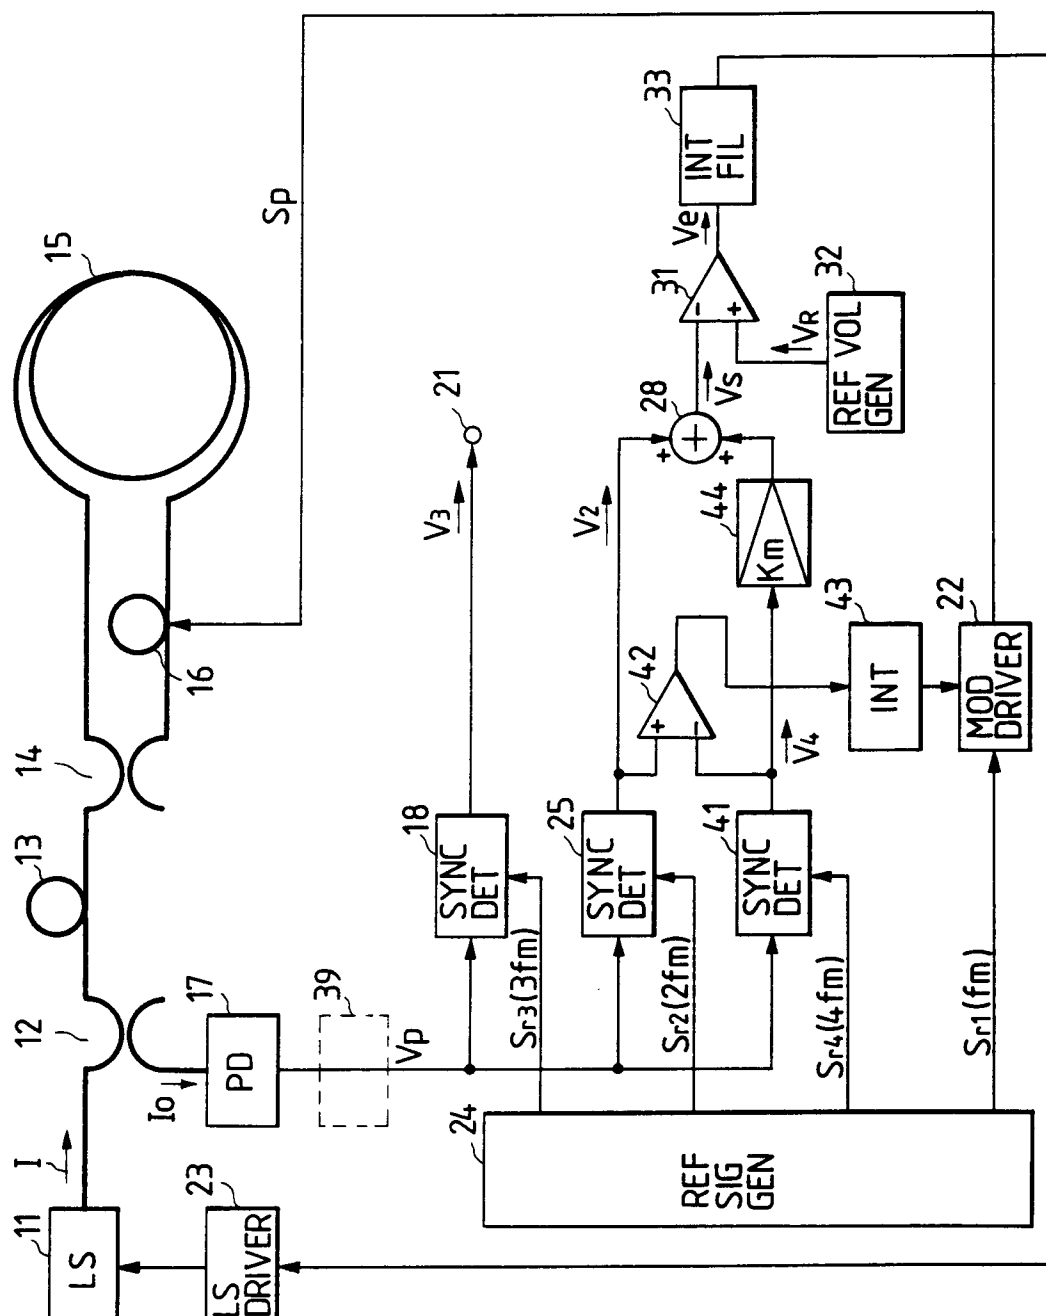 11
LS
I
12
13
14
15
16
Sp
23
LS
DRIVER
Io
17
PD
39
Vp
18
SYNC
DET
Sr3(3fm)
V3
21
24
REF
SIG
GEN
25
SYNC
DET
Sr2(2fm)
V2
41
SYNC
DET
Sr4(4fm)
V4
42
+
−
44
Km
28
+
+
+
Vs
31
−
+
Ve
33
INT
FIL
VR
32
REF VOL
GEN
43
INT
22
MOD
DRIVER
Sr1(fm)